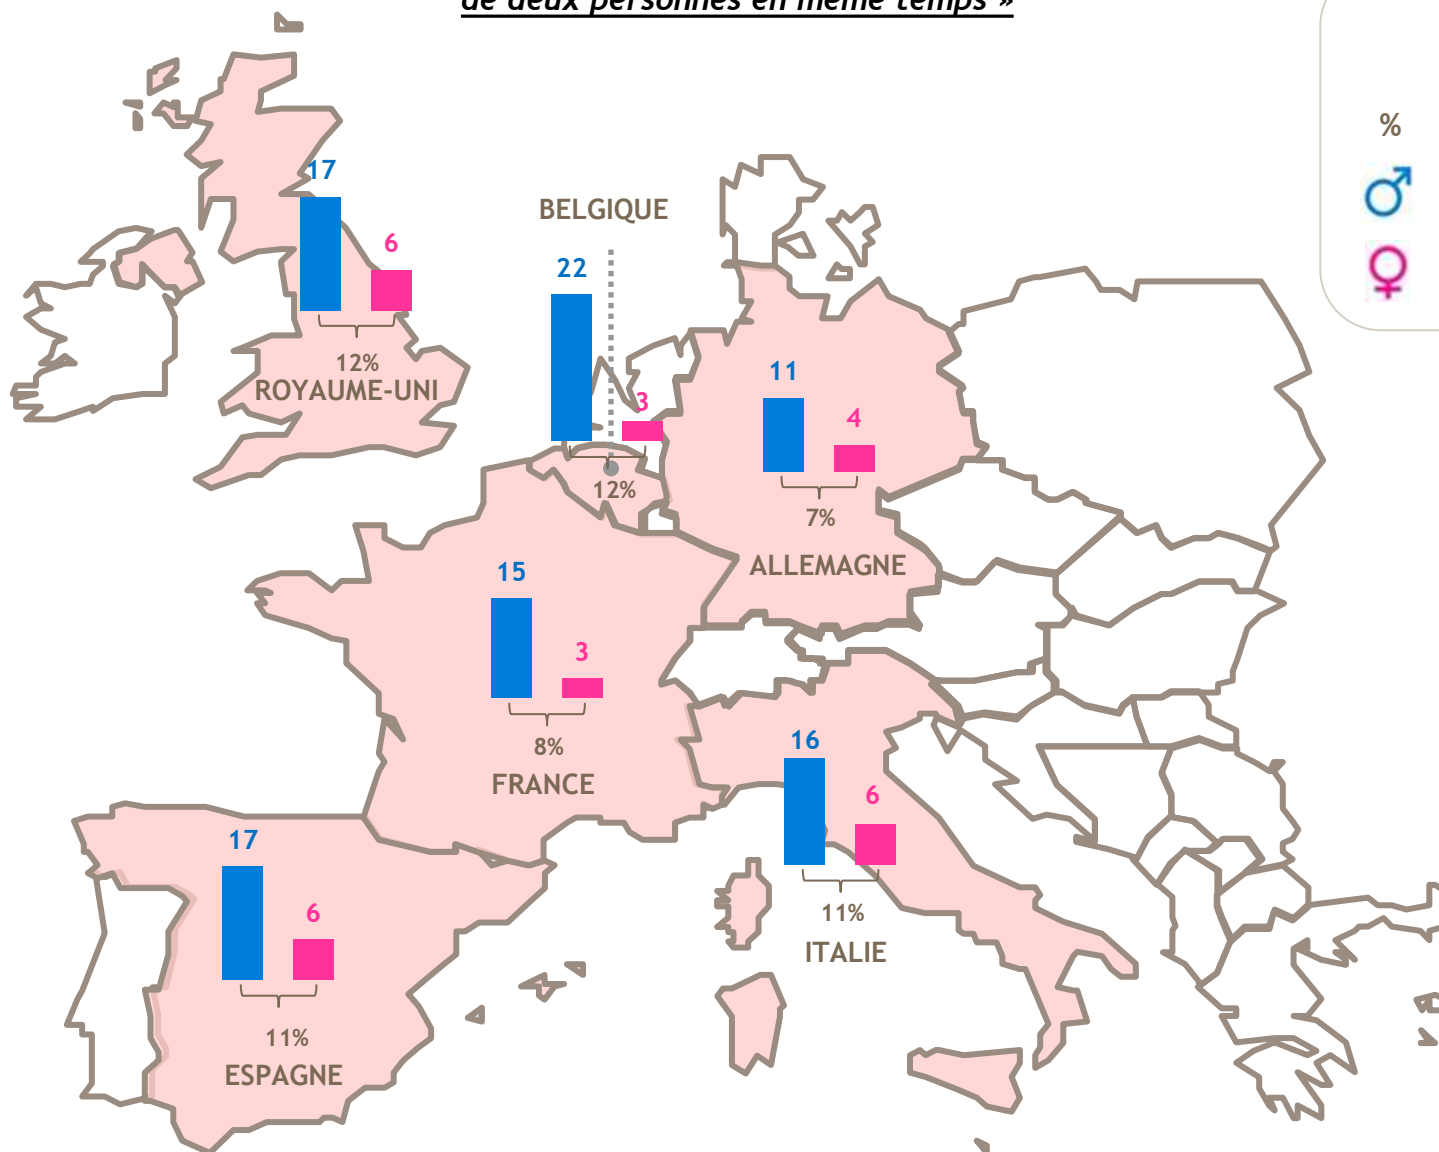 de deux personnes en même temps »
%
17
6
12%
ROYAUME-UNI
BELGIQUE
22
3
12%
11
4
7%
ALLEMAGNE
15
3
8%
FRANCE
16
6
11%
ITALIE
17
6
11%
ESPAGNE